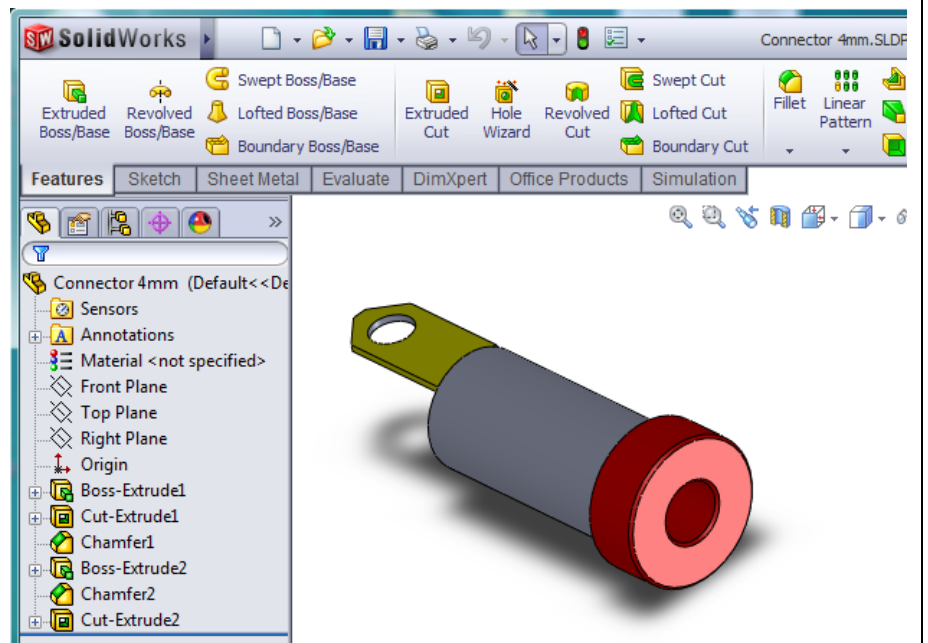 SW SolidWorks Connector 4mm.SLDP
Extruded Boss/Base
Revolved Boss/Base
Swept Boss/Base
Lofted Boss/Base
Boundary Boss/Base
Extruded Cut
Hole Wizard
Revolved Cut
Swept Cut
Lofted Cut
Boundary Cut
Fillet
Linear Pattern
Features Sketch Sheet Metal Evaluate DimXpert Office Products Simulation
»
Connector 4mm (Default<<De
Sensors
A Annotations
Material <not specified>
Front Plane
Top Plane
Right Plane
Origin
Boss-Extrude1
Cut-Extrude1
Chamfer1
Boss-Extrude2
Chamfer2
Cut-Extrude2